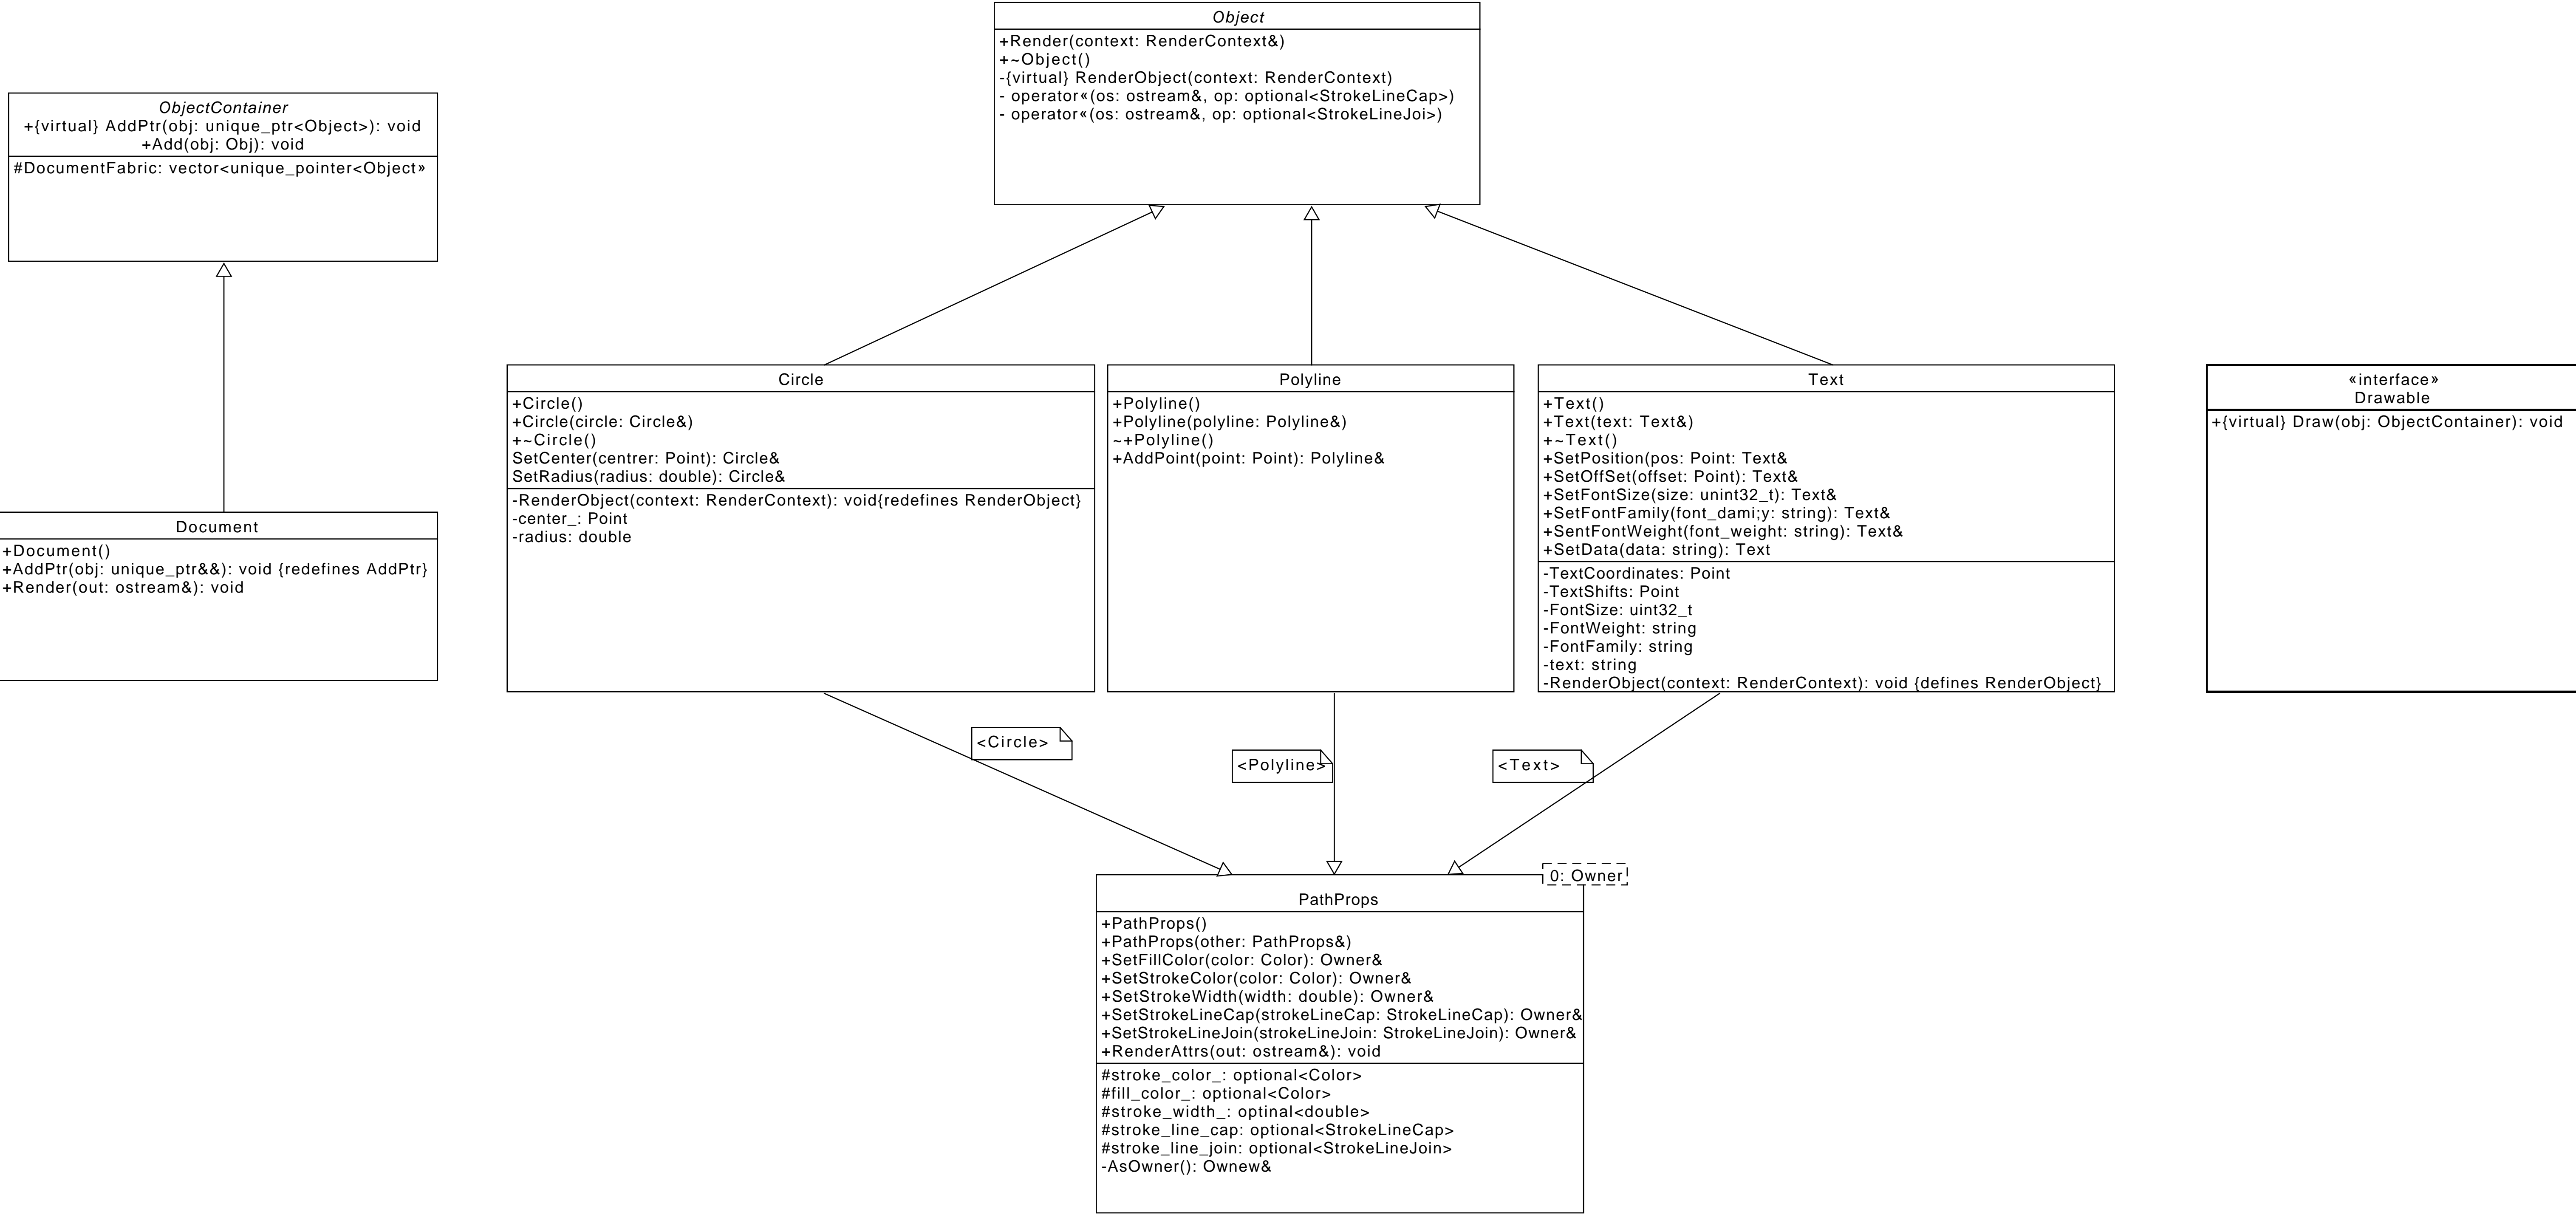 Object
+Render(context: RenderContext&)
+~Object()
-{virtual} RenderObject(context: RenderContext)
- operator«(os: ostream&, op: optional<StrokeLineCap>)
- operator«(os: ostream&, op: optional<StrokeLineJoi>)
ObjectContainer
+{virtual} AddPtr(obj: unique_ptr<Object>): void
+Add(obj: Obj): void
#DocumentFabric: vector<unique_pointer<Object»
Document
+Document()
+AddPtr(obj: unique_ptr&&): void {redefines AddPtr}
+Render(out: ostream&): void
Circle
+Circle()
+Circle(circle: Circle&)
+~Circle()
SetCenter(centrer: Point): Circle&
SetRadius(radius: double): Circle&
-RenderObject(context: RenderContext): void{redefines RenderObject}
-center_: Point
-radius: double
Polyline
+Polyline()
+Polyline(polyline: Polyline&)
~+Polyline()
+AddPoint(point: Point): Polyline&
Text
+Text()
+Text(text: Text&)
+~Text()
+SetPosition(pos: Point: Text&
+SetOffSet(offset: Point): Text&
+SetFontSize(size: unint32_t): Text&
+SetFontFamily(font_dami;y: string): Text&
+SentFontWeight(font_weight: string): Text&
+SetData(data: string): Text
-TextCoordinates: Point
-TextShifts: Point
-FontSize: uint32_t
-FontWeight: string
-FontFamily: string
-text: string
-RenderObject(context: RenderContext): void {defines RenderObject}
«interface»
Drawable
+{virtual} Draw(obj: ObjectContainer): void
<Circle>
<Polyline>
<Text>
0: Owner
PathProps
+PathProps()
+PathProps(other: PathProps&)
+SetFillColor(color: Color): Owner&
+SetStrokeColor(color: Color): Owner&
+SetStrokeWidth(width: double): Owner&
+SetStrokeLineCap(strokeLineCap: StrokeLineCap): Owner&
+SetStrokeLineJoin(strokeLineJoin: StrokeLineJoin): Owner&
+RenderAttrs(out: ostream&): void
#stroke_color_: optional<Color>
#fill_color_: optional<Color>
#stroke_width_: optinal<double>
#stroke_line_cap: optional<StrokeLineCap>
#stroke_line_join: optional<StrokeLineJoin>
-AsOwner(): Ownew&